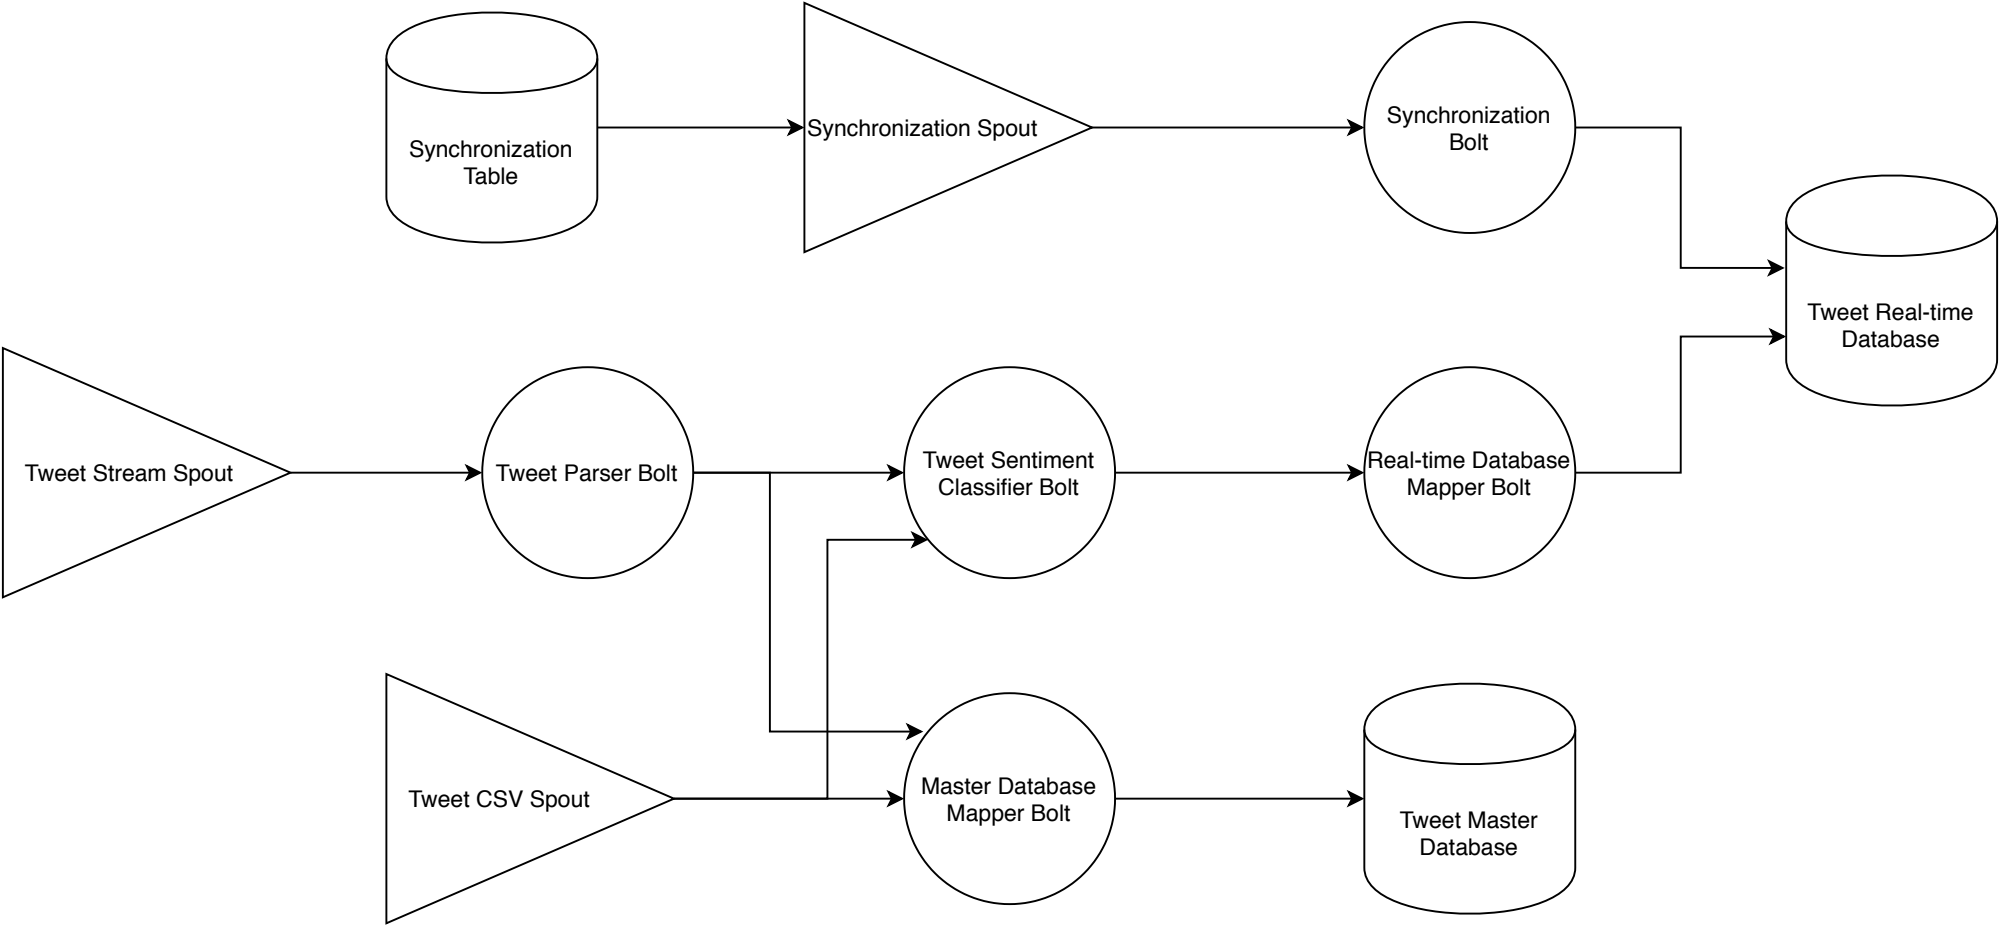 Synchronization
Table
Synchronization Spout
Synchronization
Bolt
Tweet Real-time
Database
Tweet Stream Spout
Tweet Parser Bolt
Tweet Sentiment
Classifier Bolt
Real-time Database
Mapper Bolt
Tweet CSV Spout
Master Database
Mapper Bolt
Tweet Master
Database